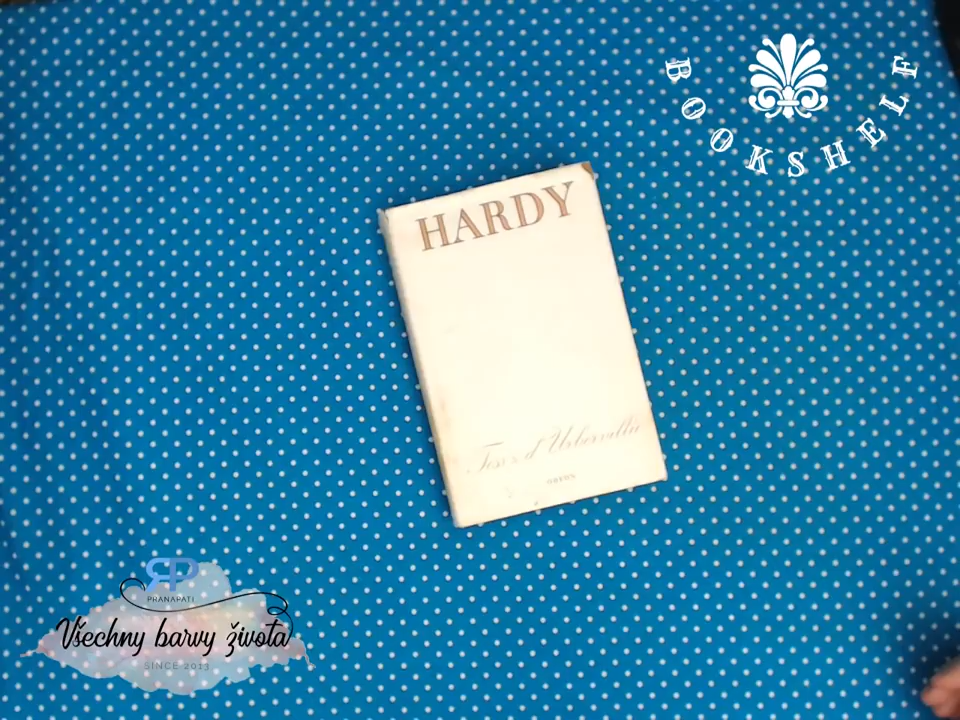 BOOKSHELF
HARDY
Tess z d'Urbervillů
ODEON
PRANAPATI
Všechny barvy života
SINCE 2013